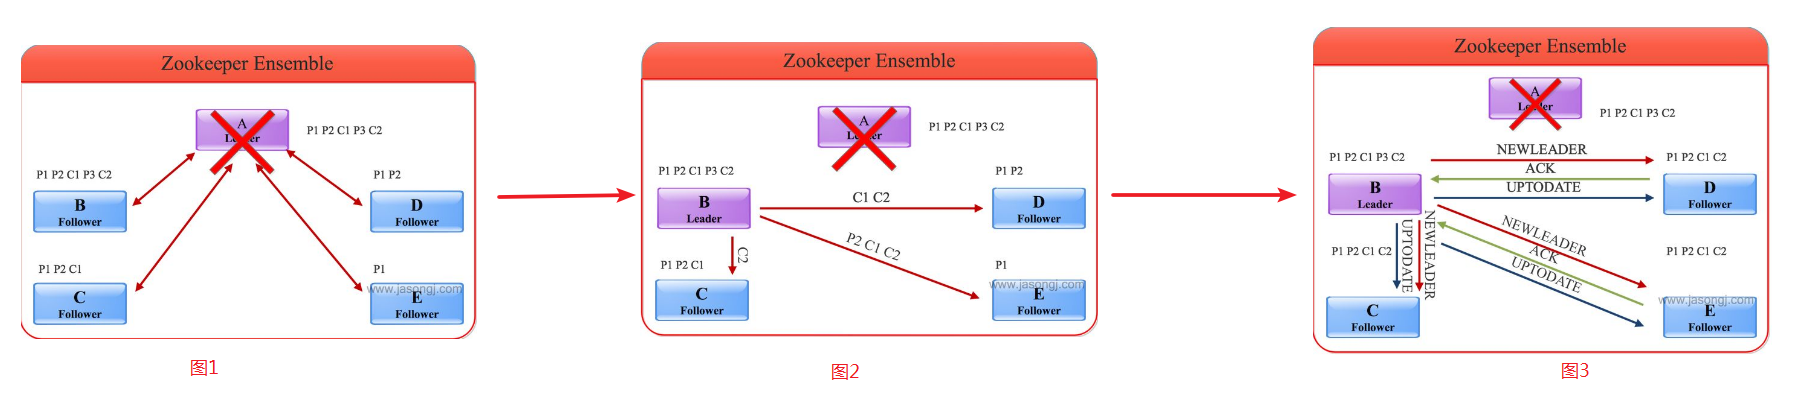 Zookeeper Ensemble
A
Leader
P1 P2 C1 P3 C2
P1 P2 C1 P3 C2
B
Follower
P1 P2
D
Follower
P1 P2 C1
C
Follower
P1
www.jasongj.com
E
Follower
图1
Zookeeper Ensemble
A
Leader
P1 P2 C1 P3 C2
P1 P2 C1 P3 C2
B
Leader
C1 C2
P1 P2
D
Follower
P2 C1 C2
C2
P1 P2 C1
C
Follower
P1
www.jasongj.com
E
Follower
图2
Zookeeper Ensemble
A
Leader
P1 P2 C1 P3 C2
P1 P2 C1 P3 C2
B
Leader
NEWLEADER
ACK
UPTODATE
P1 P2 C1 C2
D
Follower
NEWLEADER
ACK
UPTODATE
UPTODATE
NEWLEADER
P1 P2 C1 C2
C
Follower
P1 P2 C1 C2
www.jasongj.com
E
Follower
图3